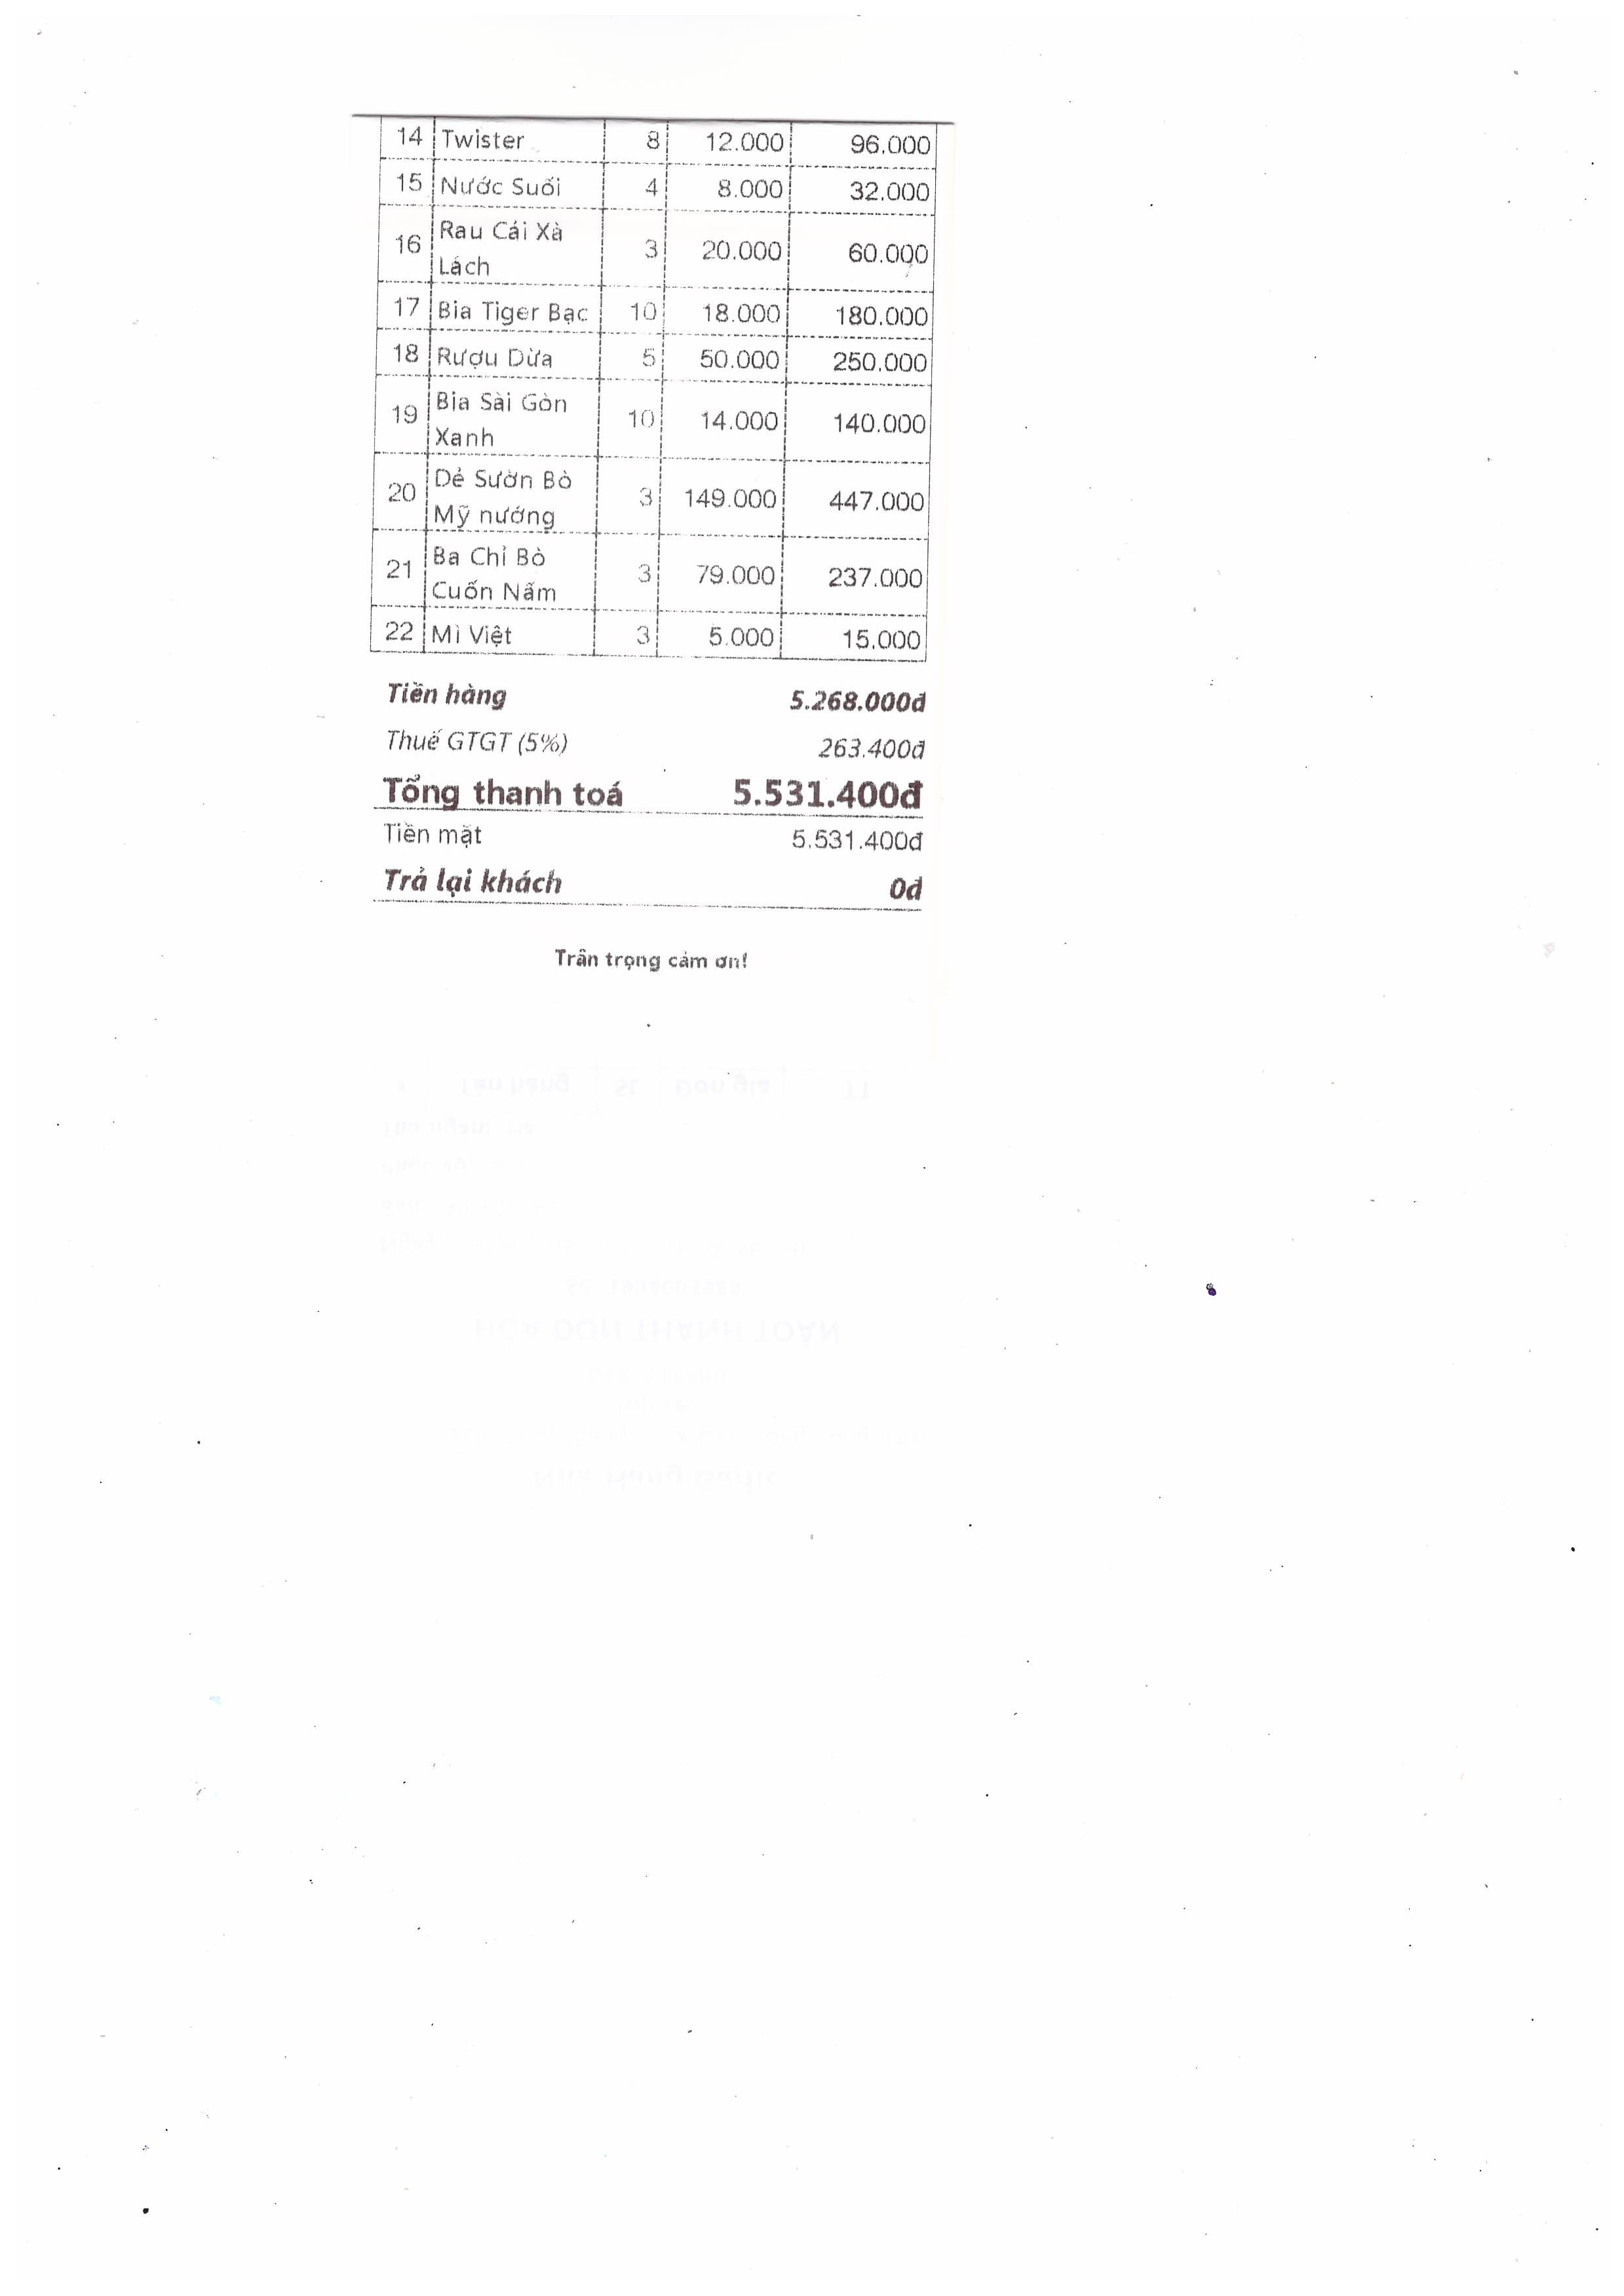 14 Twister 8 12.000 96.000
15 Nước Suối 4 8.000 32.000
16 Rau Cải Xà Lách 3 20.000 60.000
17 Bia Tiger Bạc 10 18.000 180.000
18 Rượu Dừa 5 50.000 250.000
19 Bia Sài Gòn Xanh 10 14.000 140.000
20 Dẻ Sườn Bò Mỹ nướng 3 149.000 447.000
21 Ba Chỉ Bò Cuốn Nấm 3 79.000 237.000
22 Mì Việt 3 5.000 15.000
Tiền hàng 5.268.000đ
Thuế GTGT (5%) 263.400đ
Tổng thanh toá 5.531.400đ
Tiền mặt 5.531.400đ
Trả lại khách 0đ
Trân trọng cảm ơn!